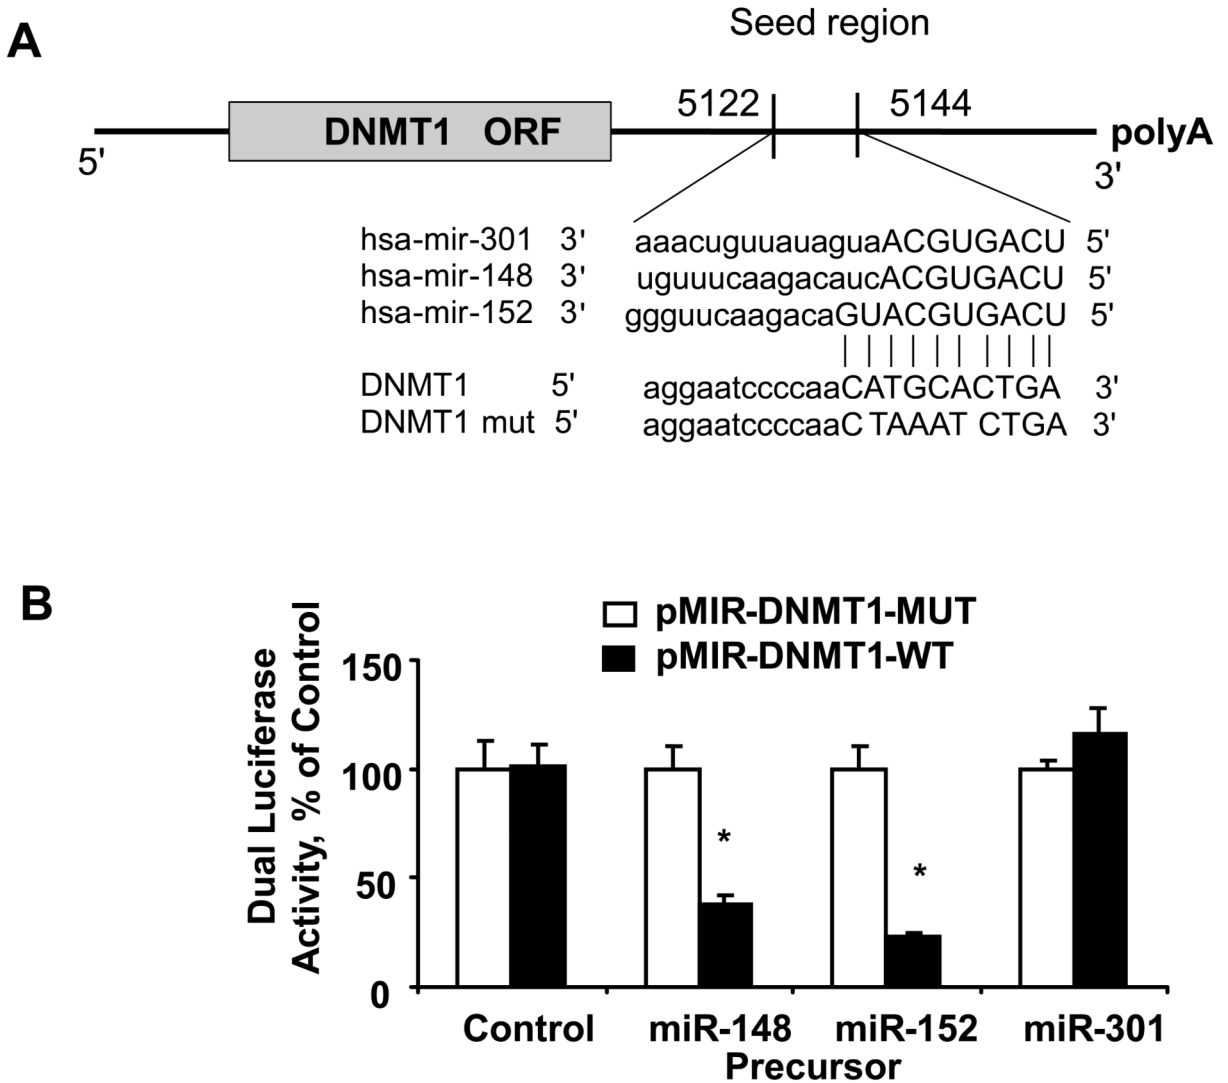 A
Seed region
5122
5144
DNMT1 ORF
polyA
5'
3'
hsa-mir-301 3' aaacuguuauaguaACGUGACU 5'
hsa-mir-148 3' uguuucaagacaucACGUGACU 5'
hsa-mir-152 3' ggguucaagacaGUACGUGACU 5'
DNMT1 5' aggaatccccaaCATGCACTGA 3'
DNMT1 mut 5' aggaatccccaaC TAAAT CTGA 3'
B
pMIR-DNMT1-MUT
pMIR-DNMT1-WT
Dual Luciferase
Activity, % of Control
150
100
50
0
*
*
Control
miR-148
miR-152
miR-301
Precursor